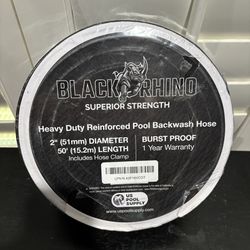 BLACK RHINO
SUPERIOR STRENGTH
Heavy Duty Reinforced Pool Backwash Hose
2" (51mm) DIAMETER BURST PROOF
50' (15.2m) LENGTH 1 Year Warranty
Includes Hose Clamp
US
POOL
SUPPLY
www.uspoolsupply.com